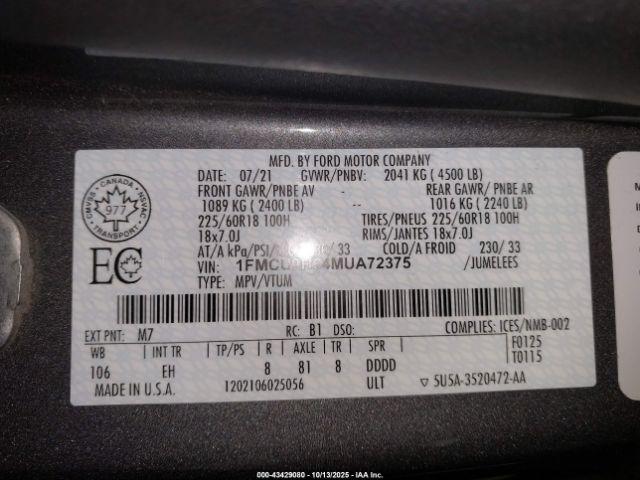 MFD. BY FORD MOTOR COMPANY
DATE: 07/21 GVWR/PNBV: 2041 KG ( 4500 LB)
FRONT GAWR/PNBE AV - REAR GAWR/ PNBE AR
1089 KG ( 2400 LB) -- 1016 KG ( 2240 LB)
225/60R18 100H TIRES/PNEUS 225/60R18 100H
18x7.0J RIMS/JANTES 18x7.0J
AT/A kPa/PSI/ / 33 COLD/A FROID 230/ 33
VIN: /JUMELEES
TYPE: MPV/VTUM
CMVSS CANADA NSVAC
977
TRANSPORT
EC
EXT PNT: M7 RC: B1 DSO: COMPLIES: ICES/NMB-002
WB INT TR TP/PS R AXLE TR SPR F0125
106 EH 8 81 8 DDDD T0115
MADE IN U.S.A. 1202106025056 ULT ▽ 5U5A-3520472-AA
© 000-43429080 - 10/13/2025 - IAA Inc.